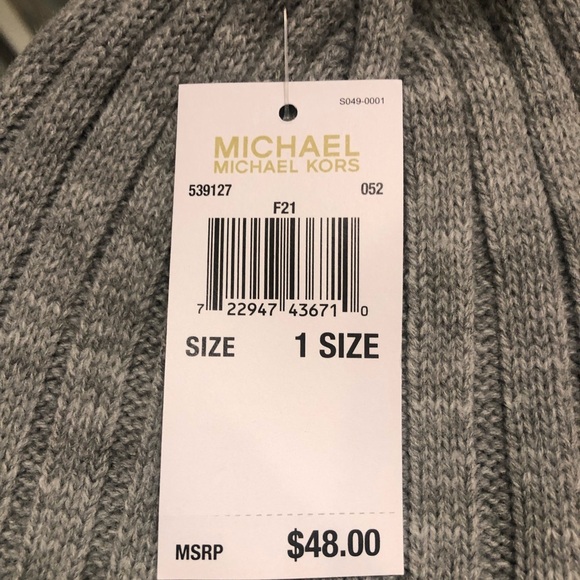 S049-0001
MICHAEL
MICHAEL KORS
539127 052
F21
7 22947 43671 0
SIZE 1 SIZE
MSRP $48.00